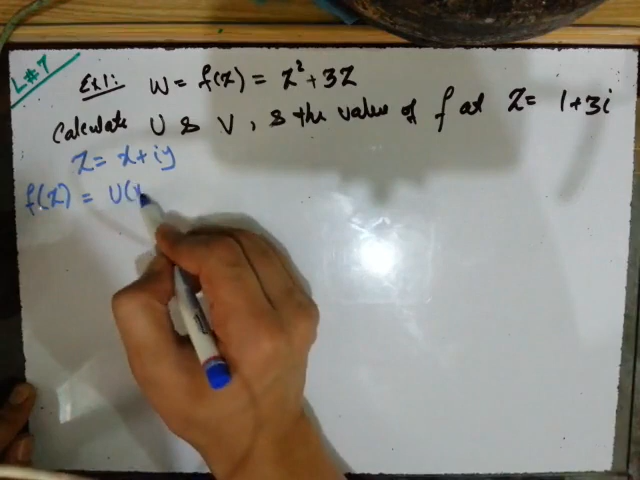 L#7
Ex1: W = f(z) = z² + 3z
Calculate U & V, & the value of f at z = 1+3i
z = x+iy
f(z) = U(x